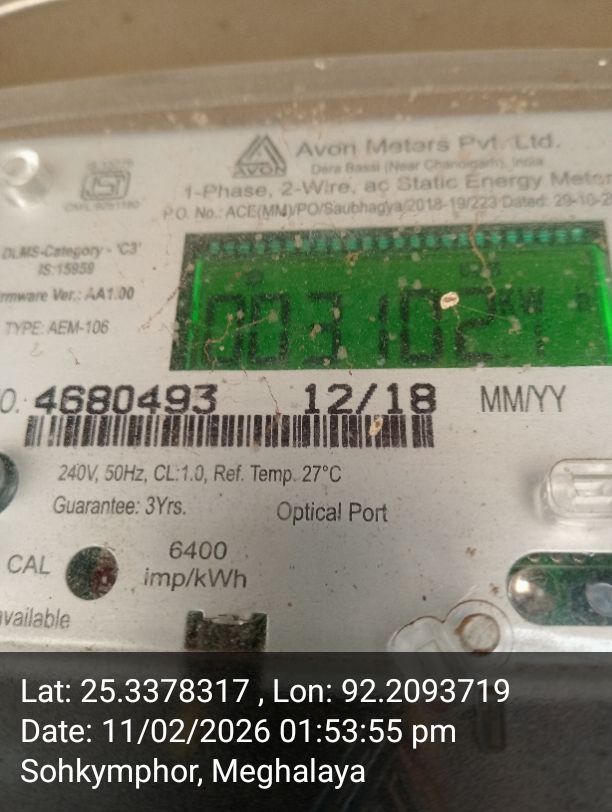 Avon Meters Pvt. Ltd.
AVON
Dera Bassi (Near Chandigarh), India
1-Phase, 2-Wire, ac Static Energy Meter
P.O. No.: ACE(MM)/PO/Saubhagya/2018-19/223 Dated: 29-10-2
ISI
DLMS-Category - 'C3'
IS:15959
rmware Ver.: AA1.00
TYPE: AEM-106
O. 4680493 12/18 MM/YY
240V, 50Hz, CL:1.0, Ref. Temp. 27°C
Guarantee: 3Yrs.
Optical Port
CAL
6400
imp/kWh
available
Lat: 25.3378317 , Lon: 92.2093719
Date: 11/02/2026 01:53:55 pm
Sohkymphor, Meghalaya